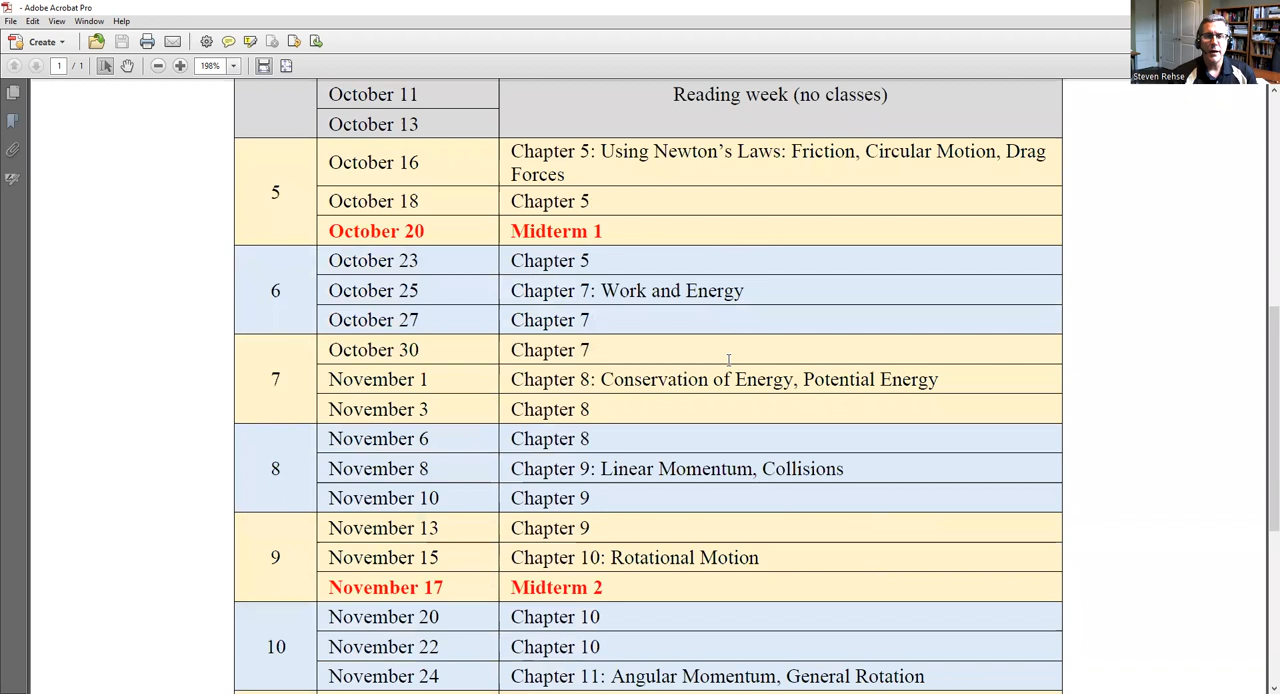 - Adobe Acrobat Pro
File Edit View Window Help
Create
1 / 1 198%
Steven Rehse
October 11 Reading week (no classes)
October 13
5
October 16 Chapter 5: Using Newton's Laws: Friction, Circular Motion, Drag
Forces
October 18 Chapter 5
October 20 Midterm 1
6
October 23 Chapter 5
October 25 Chapter 7: Work and Energy
October 27 Chapter 7
7
October 30 Chapter 7
November 1 Chapter 8: Conservation of Energy, Potential Energy
November 3 Chapter 8
8
November 6 Chapter 8
November 8 Chapter 9: Linear Momentum, Collisions
November 10 Chapter 9
9
November 13 Chapter 9
November 15 Chapter 10: Rotational Motion
November 17 Midterm 2
10
November 20 Chapter 10
November 22 Chapter 10
November 24 Chapter 11: Angular Momentum, General Rotation